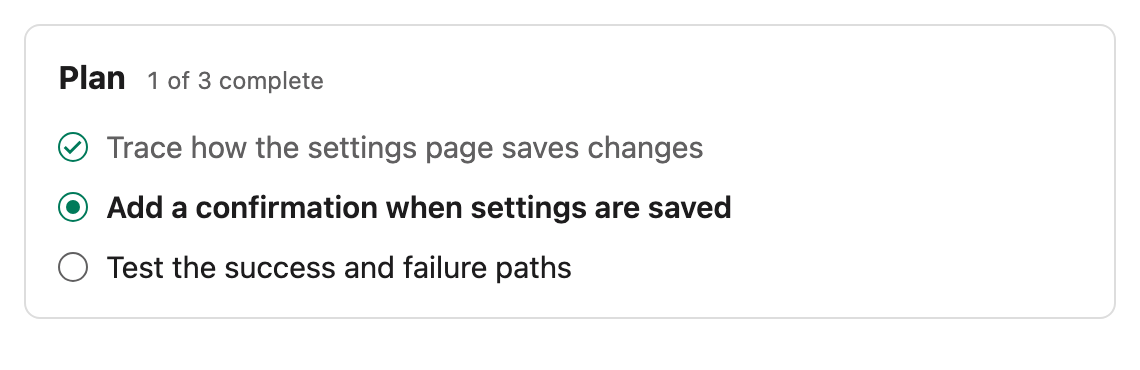 Plan 1 of 3 complete
Trace how the settings page saves changes
Add a confirmation when settings are saved
Test the success and failure paths